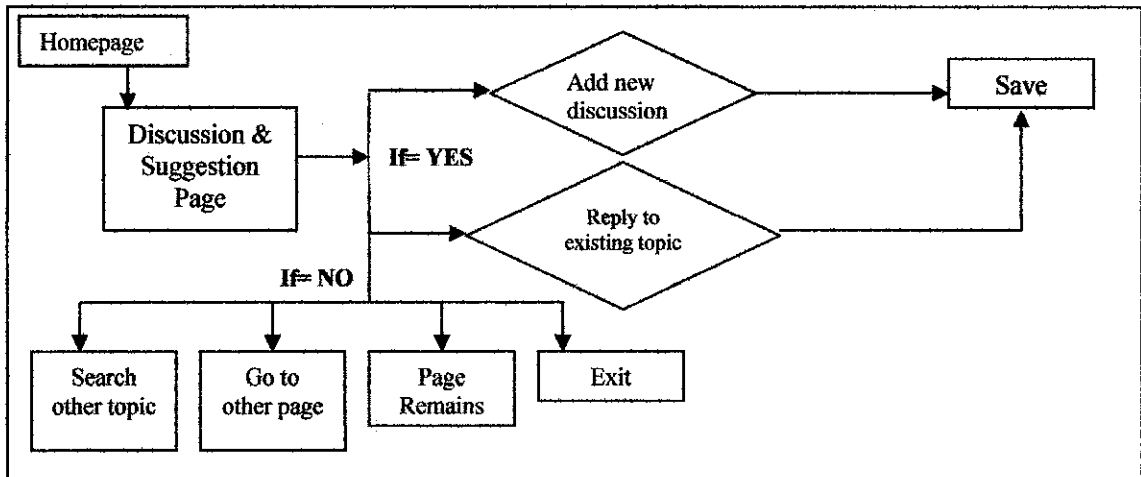 Homepage
Discussion &
Suggestion
Page
If= YES
Add new
discussion
Save
Reply to
existing topic
If= NO
Search
other topic
Go to
other page
Page
Remains
Exit